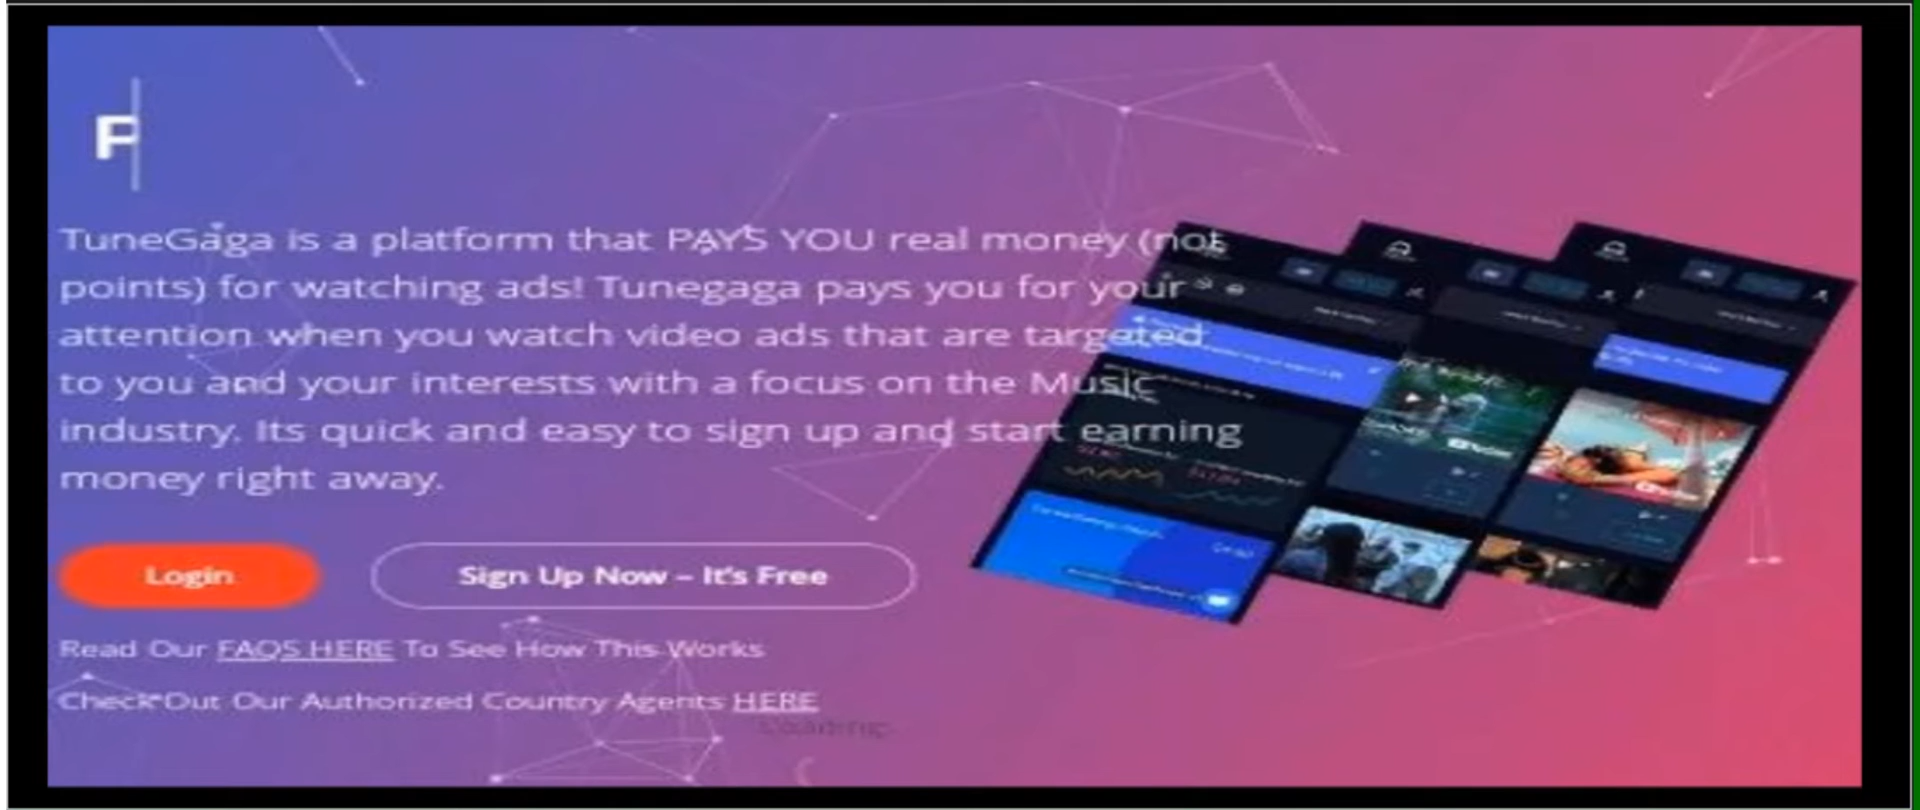 F
TuneGaga is a platform that PAYS YOU real money (not
points) for watching ads! Tunegaga pays you for your
attention when you watch video ads that are targeted
to you and your interests with a focus on the Music
industry. Its quick and easy to sign up and start earning
money right away.
Login
Sign Up Now – It's Free
Read Our FAQS HERE To See How This Works
Check Out Our Authorized Country Agents HERE
Loading